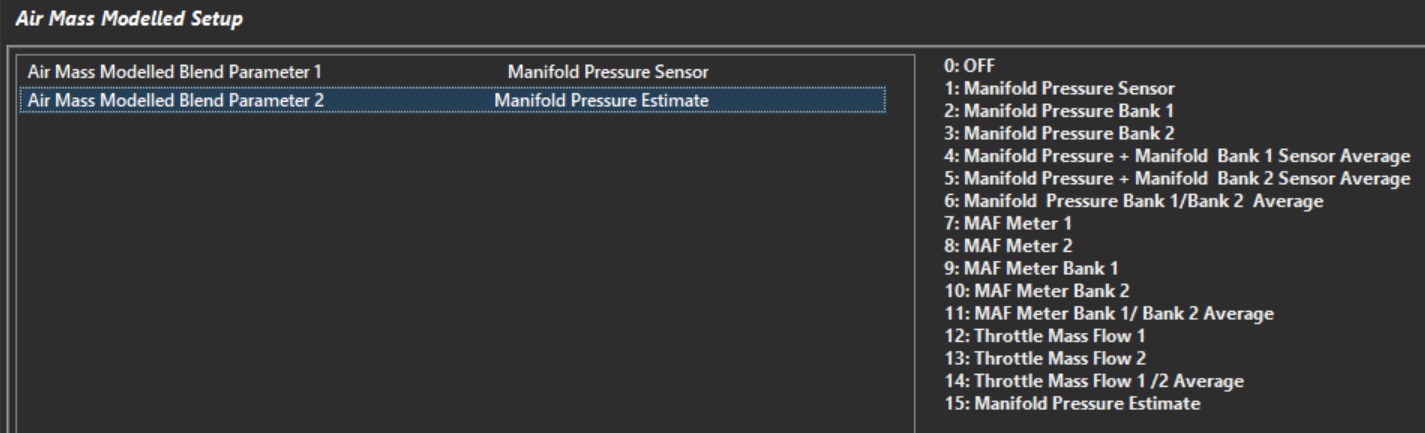 Air Mass Modelled Setup
Air Mass Modelled Blend Parameter 1 Manifold Pressure Sensor
Air Mass Modelled Blend Parameter 2 Manifold Pressure Estimate
0: OFF
1: Manifold Pressure Sensor
2: Manifold Pressure Bank 1
3: Manifold Pressure Bank 2
4: Manifold Pressure + Manifold  Bank 1 Sensor Average
5: Manifold Pressure + Manifold  Bank 2 Sensor Average
6: Manifold  Pressure Bank 1/Bank 2  Average
7: MAF Meter 1
8: MAF Meter 2
9: MAF Meter Bank 1
10: MAF Meter Bank 2
11: MAF Meter Bank 1/ Bank 2 Average
12: Throttle Mass Flow 1
13: Throttle Mass Flow 2
14: Throttle Mass Flow 1 /2 Average
15: Manifold Pressure Estimate